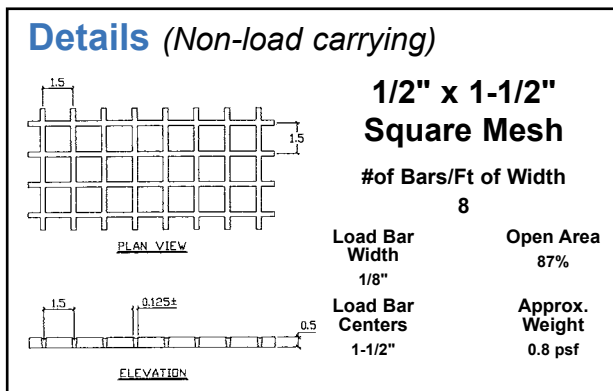 Details (Non-load carrying)
1.5
1.5
PLAN VIEW
1.5
0.125±
0.5
ELEVATION
1/2" x 1-1/2"
Square Mesh
#of Bars/Ft of Width
8
Load Bar
Width
1/8"
Open Area
87%
Load Bar
Centers
1-1/2"
Approx.
Weight
0.8 psf